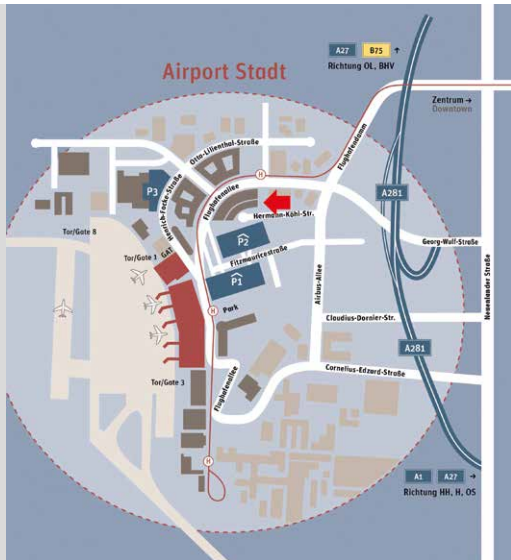 A27 B75
Richtung OL, BHV
Airport Stadt
Zentrum
Downtown
Otto-Lilienthal-Straße
Flughafendamm
H
P3
Henrich-Focke-Straße
Flughafenallee
A281
Hermann-Köhl-Str.
Tor/Gate 8
P2
Georg-Wulf-Straße
Tor/Gate 1
GAT
Fitzmauricestraße
Airbus-Allee
Neuenlander Straße
P1
H
Park
Claudius-Dornier-Str.
A281
Cornelius-Edzard-Straße
Tor/Gate 3
Flughafenallee
H
A1 A27
Richtung HH, H, OS